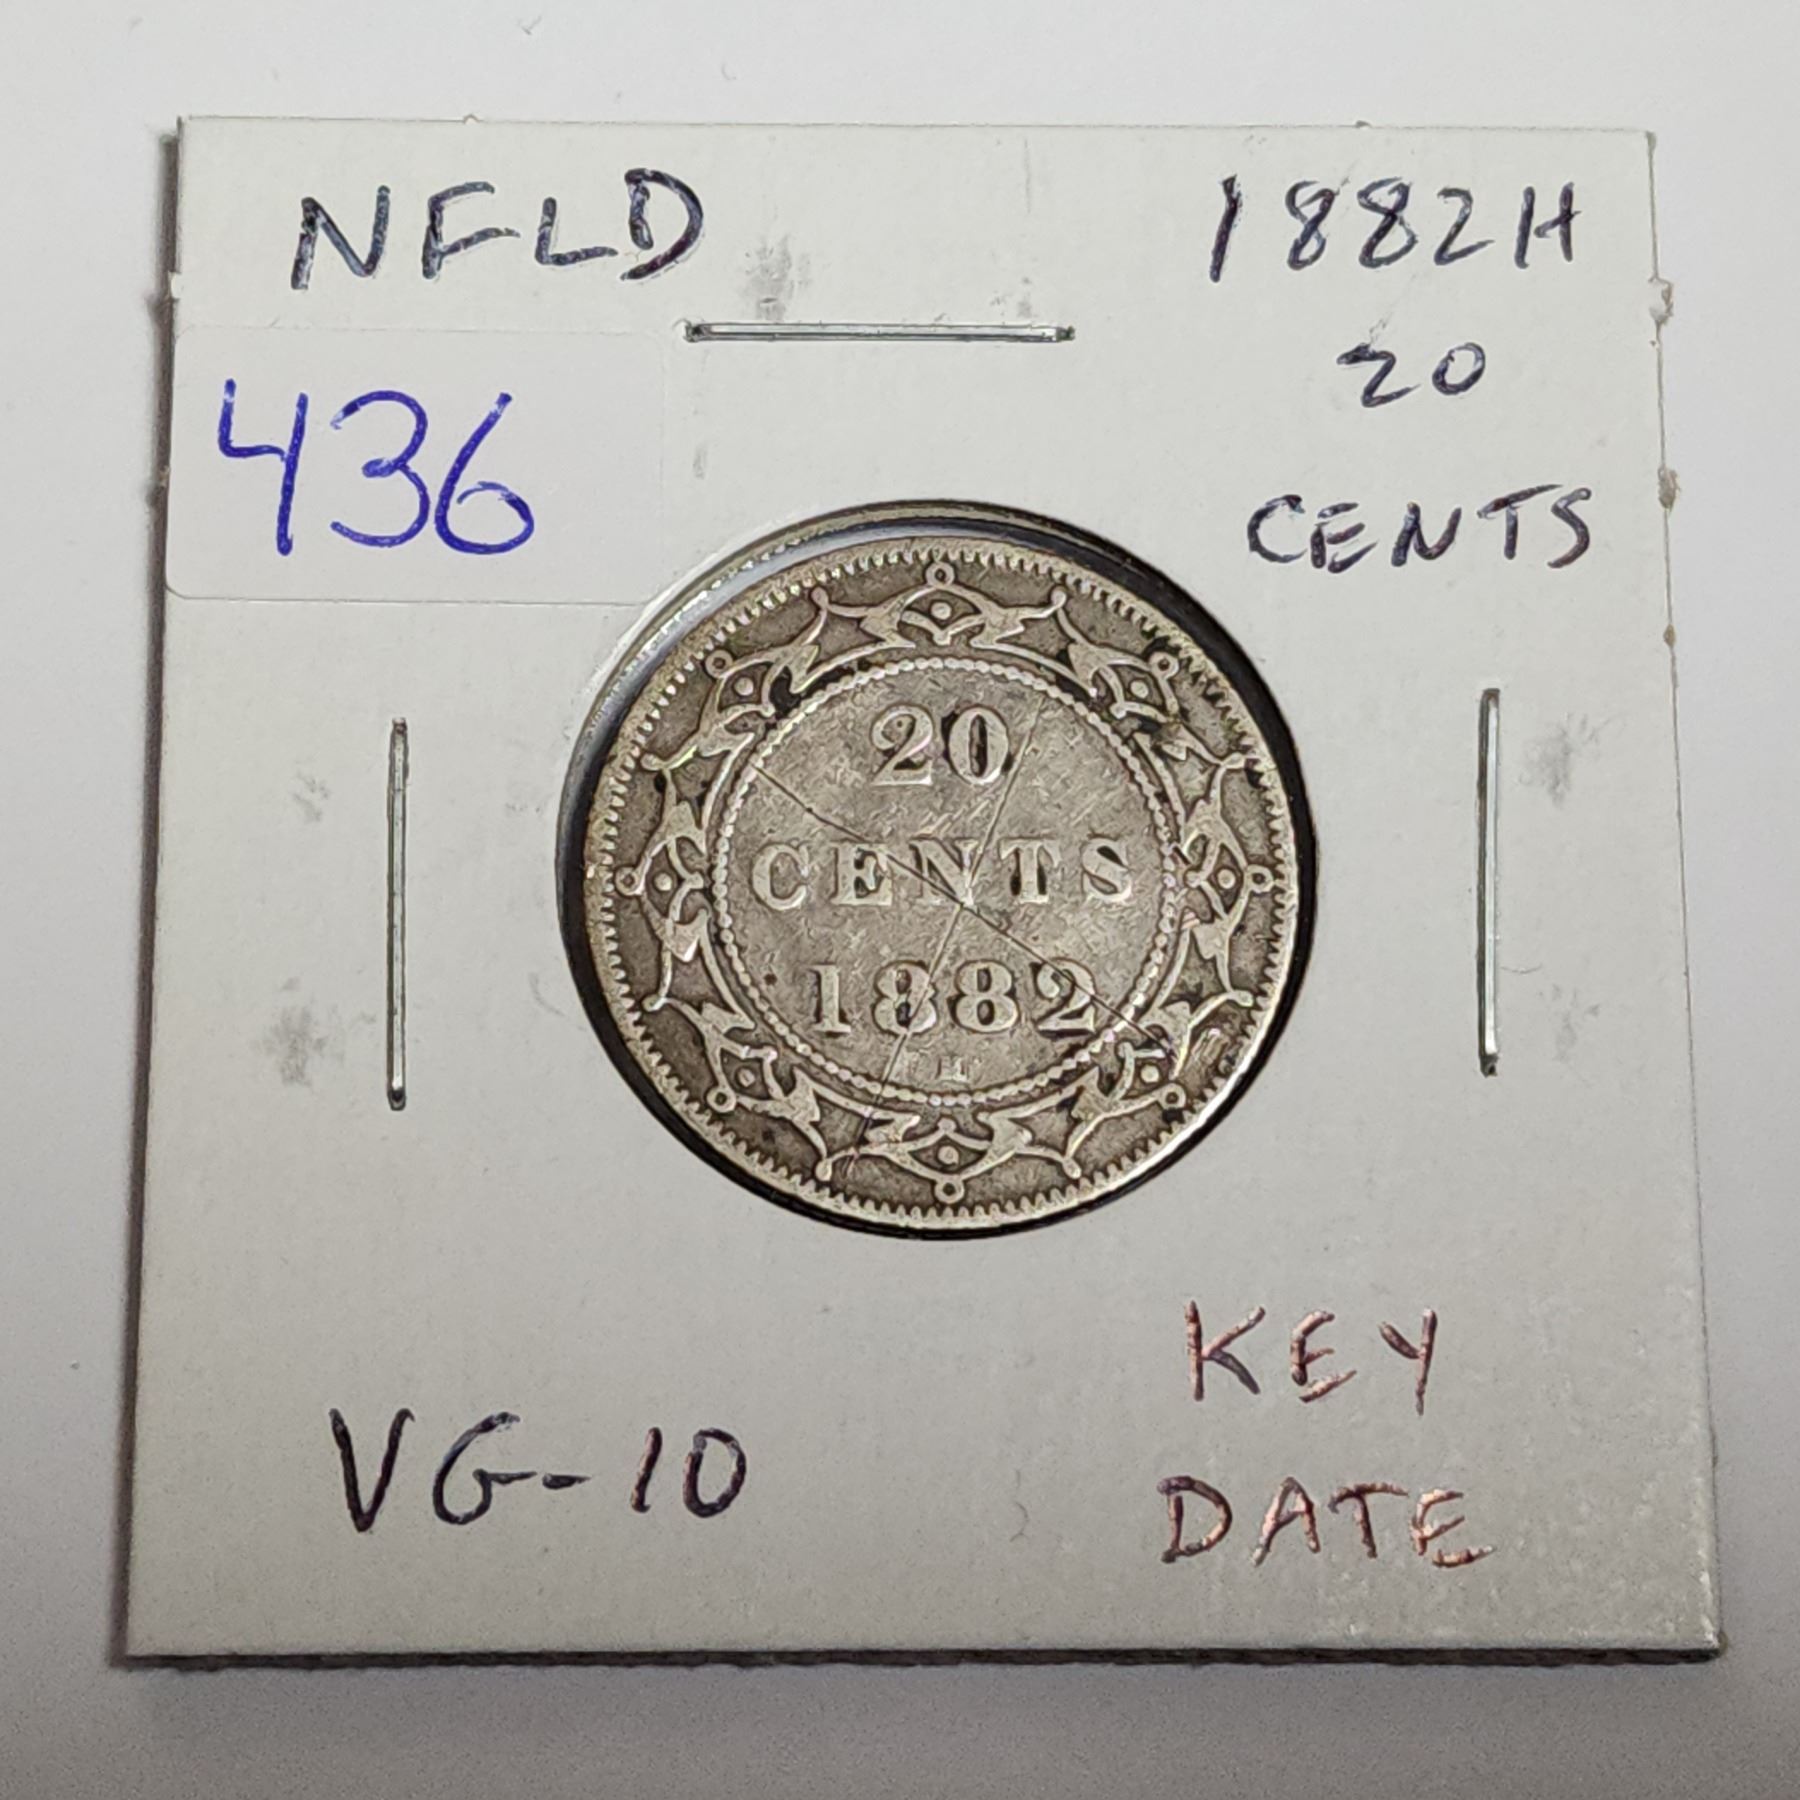 NFLD
1882H
20
CENTS
436
20
CENTS
1882
H
VG-10
KEY
DATE